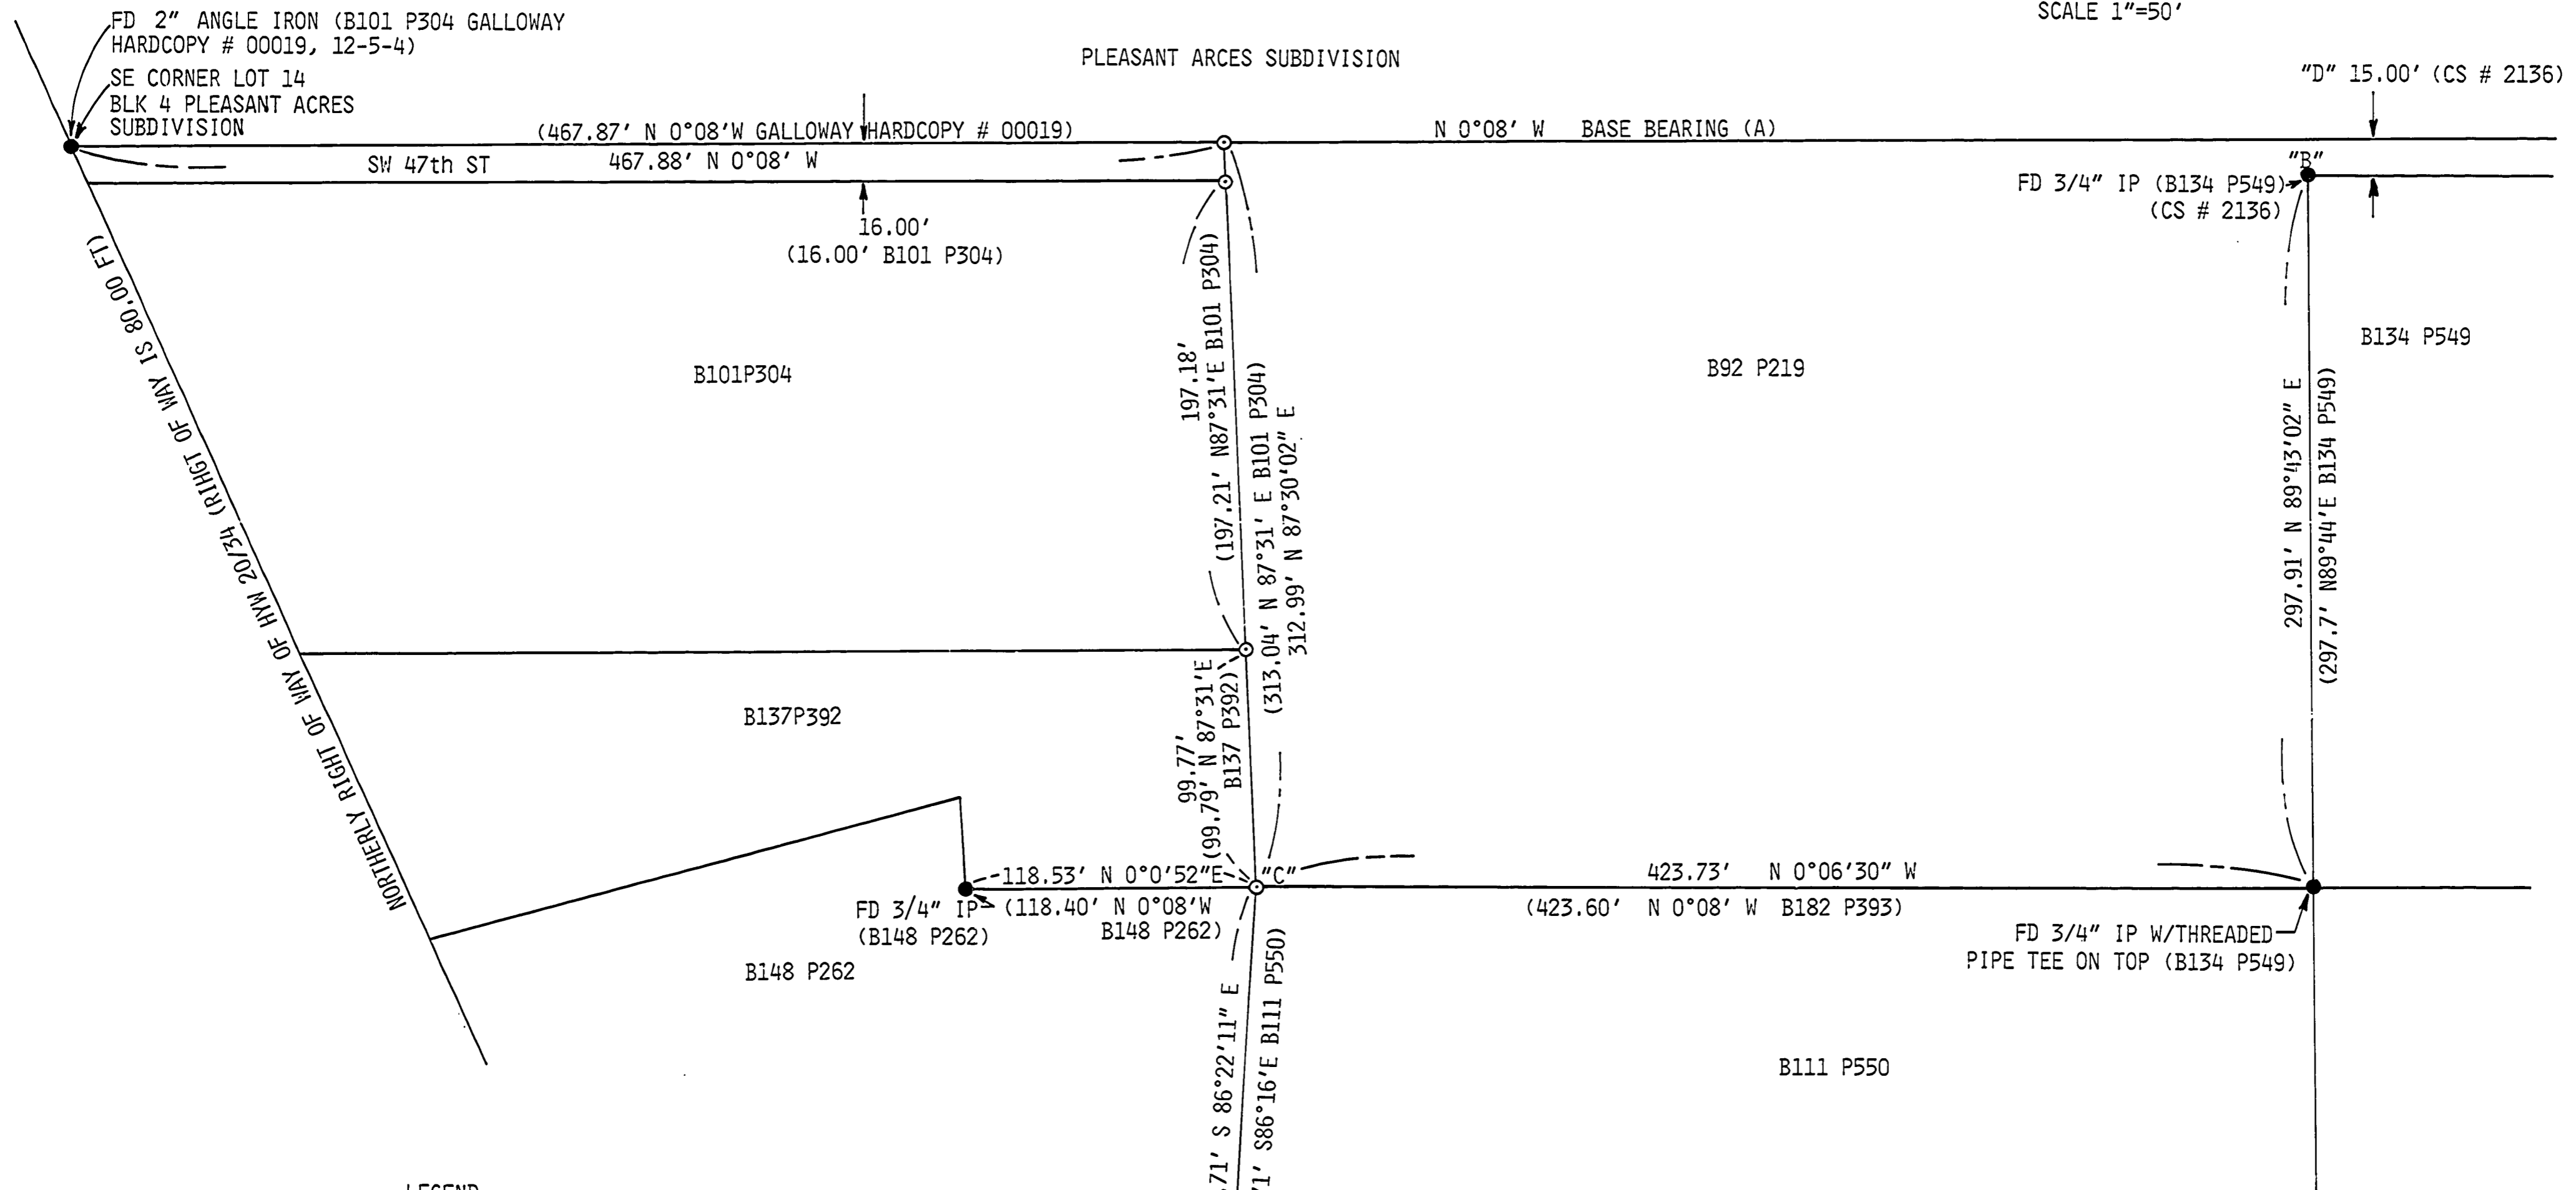 SCALE 1"=50'
FD 2" ANGLE IRON (B101 P304 GALLOWAY
HARDCOPY # 00019, 12-5-4)
SE CORNER LOT 14
BLK 4 PLEASANT ACRES
SUBDIVISION
PLEASANT ARCES SUBDIVISION
"D" 15.00' (CS # 2136)
(467.87' N 0°08'W GALLOWAY HARDCOPY # 00019)
N 0°08' W BASE BEARING (A)
SW 47th ST
467.88' N 0°08' W
"B"
FD 3/4" IP (B134 P549)
(CS # 2136)
16.00'
(16.00' B101 P304)
NORTHERLY RIGHT OF WAY OF HYW 20/34 (RIHGT OF WAY IS 80.00 FT)
B101P304
197.18'
(197.21' N87°31'E B101 P304)
(313.04' N 87°31' E B101 P304)
312.99' N 87°30'02" E
B92 P219
297.91' N 89°43'02" E
(297.7' N89°44'E B134 P549)
B134 P549
B137P392
99.77'
(99.79' N 87°31'E
B137 P392)
118.53' N 0°0'52"E
"C"
423.73' N 0°06'30" W
FD 3/4" IP
(B148 P262)
(118.40' N 0°08'W
B148 P262)
(423.60' N 0°08' W B182 P393)
FD 3/4" IP W/THREADED
PIPE TEE ON TOP (B134 P549)
B148 P262
71' S 86°22'11" E
1' S86°16'E B111 P550)
B111 P550
LEGEND